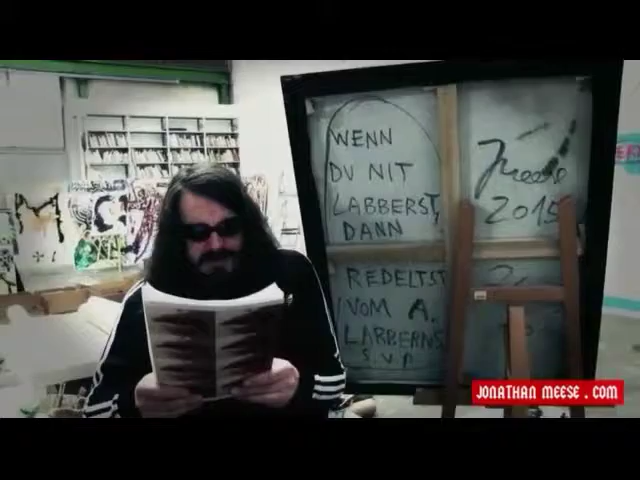 WENN
DU NIT
LABBERST,
DANN
REDELTST
VOM A.
LABBERNS
S.V.P
Meese
2015
JONATHAN MEESE . COM